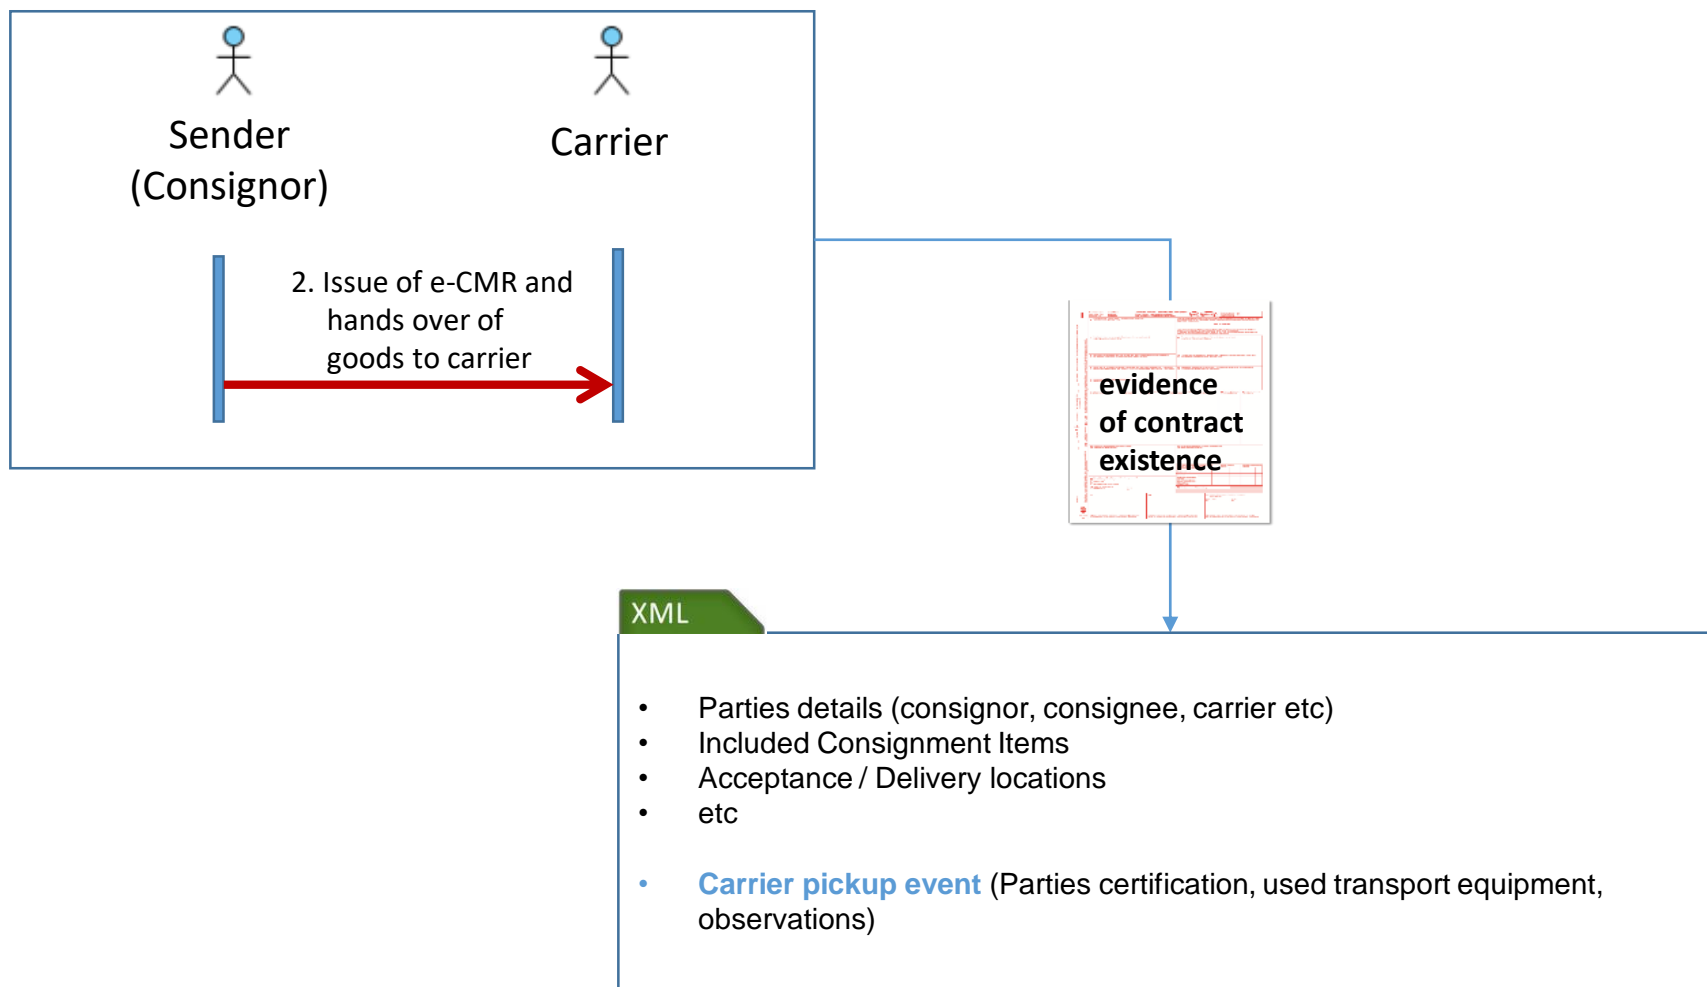 Sender
(Consignor)
Carrier
2. Issue of e-CMR and
hands over of
goods to carrier
evidence
of contract
existence
XML
• Parties details (consignor, consignee, carrier etc)
• Included Consignment Items
• Acceptance / Delivery locations
• etc
• Carrier pickup event (Parties certification, used transport equipment,
observations)